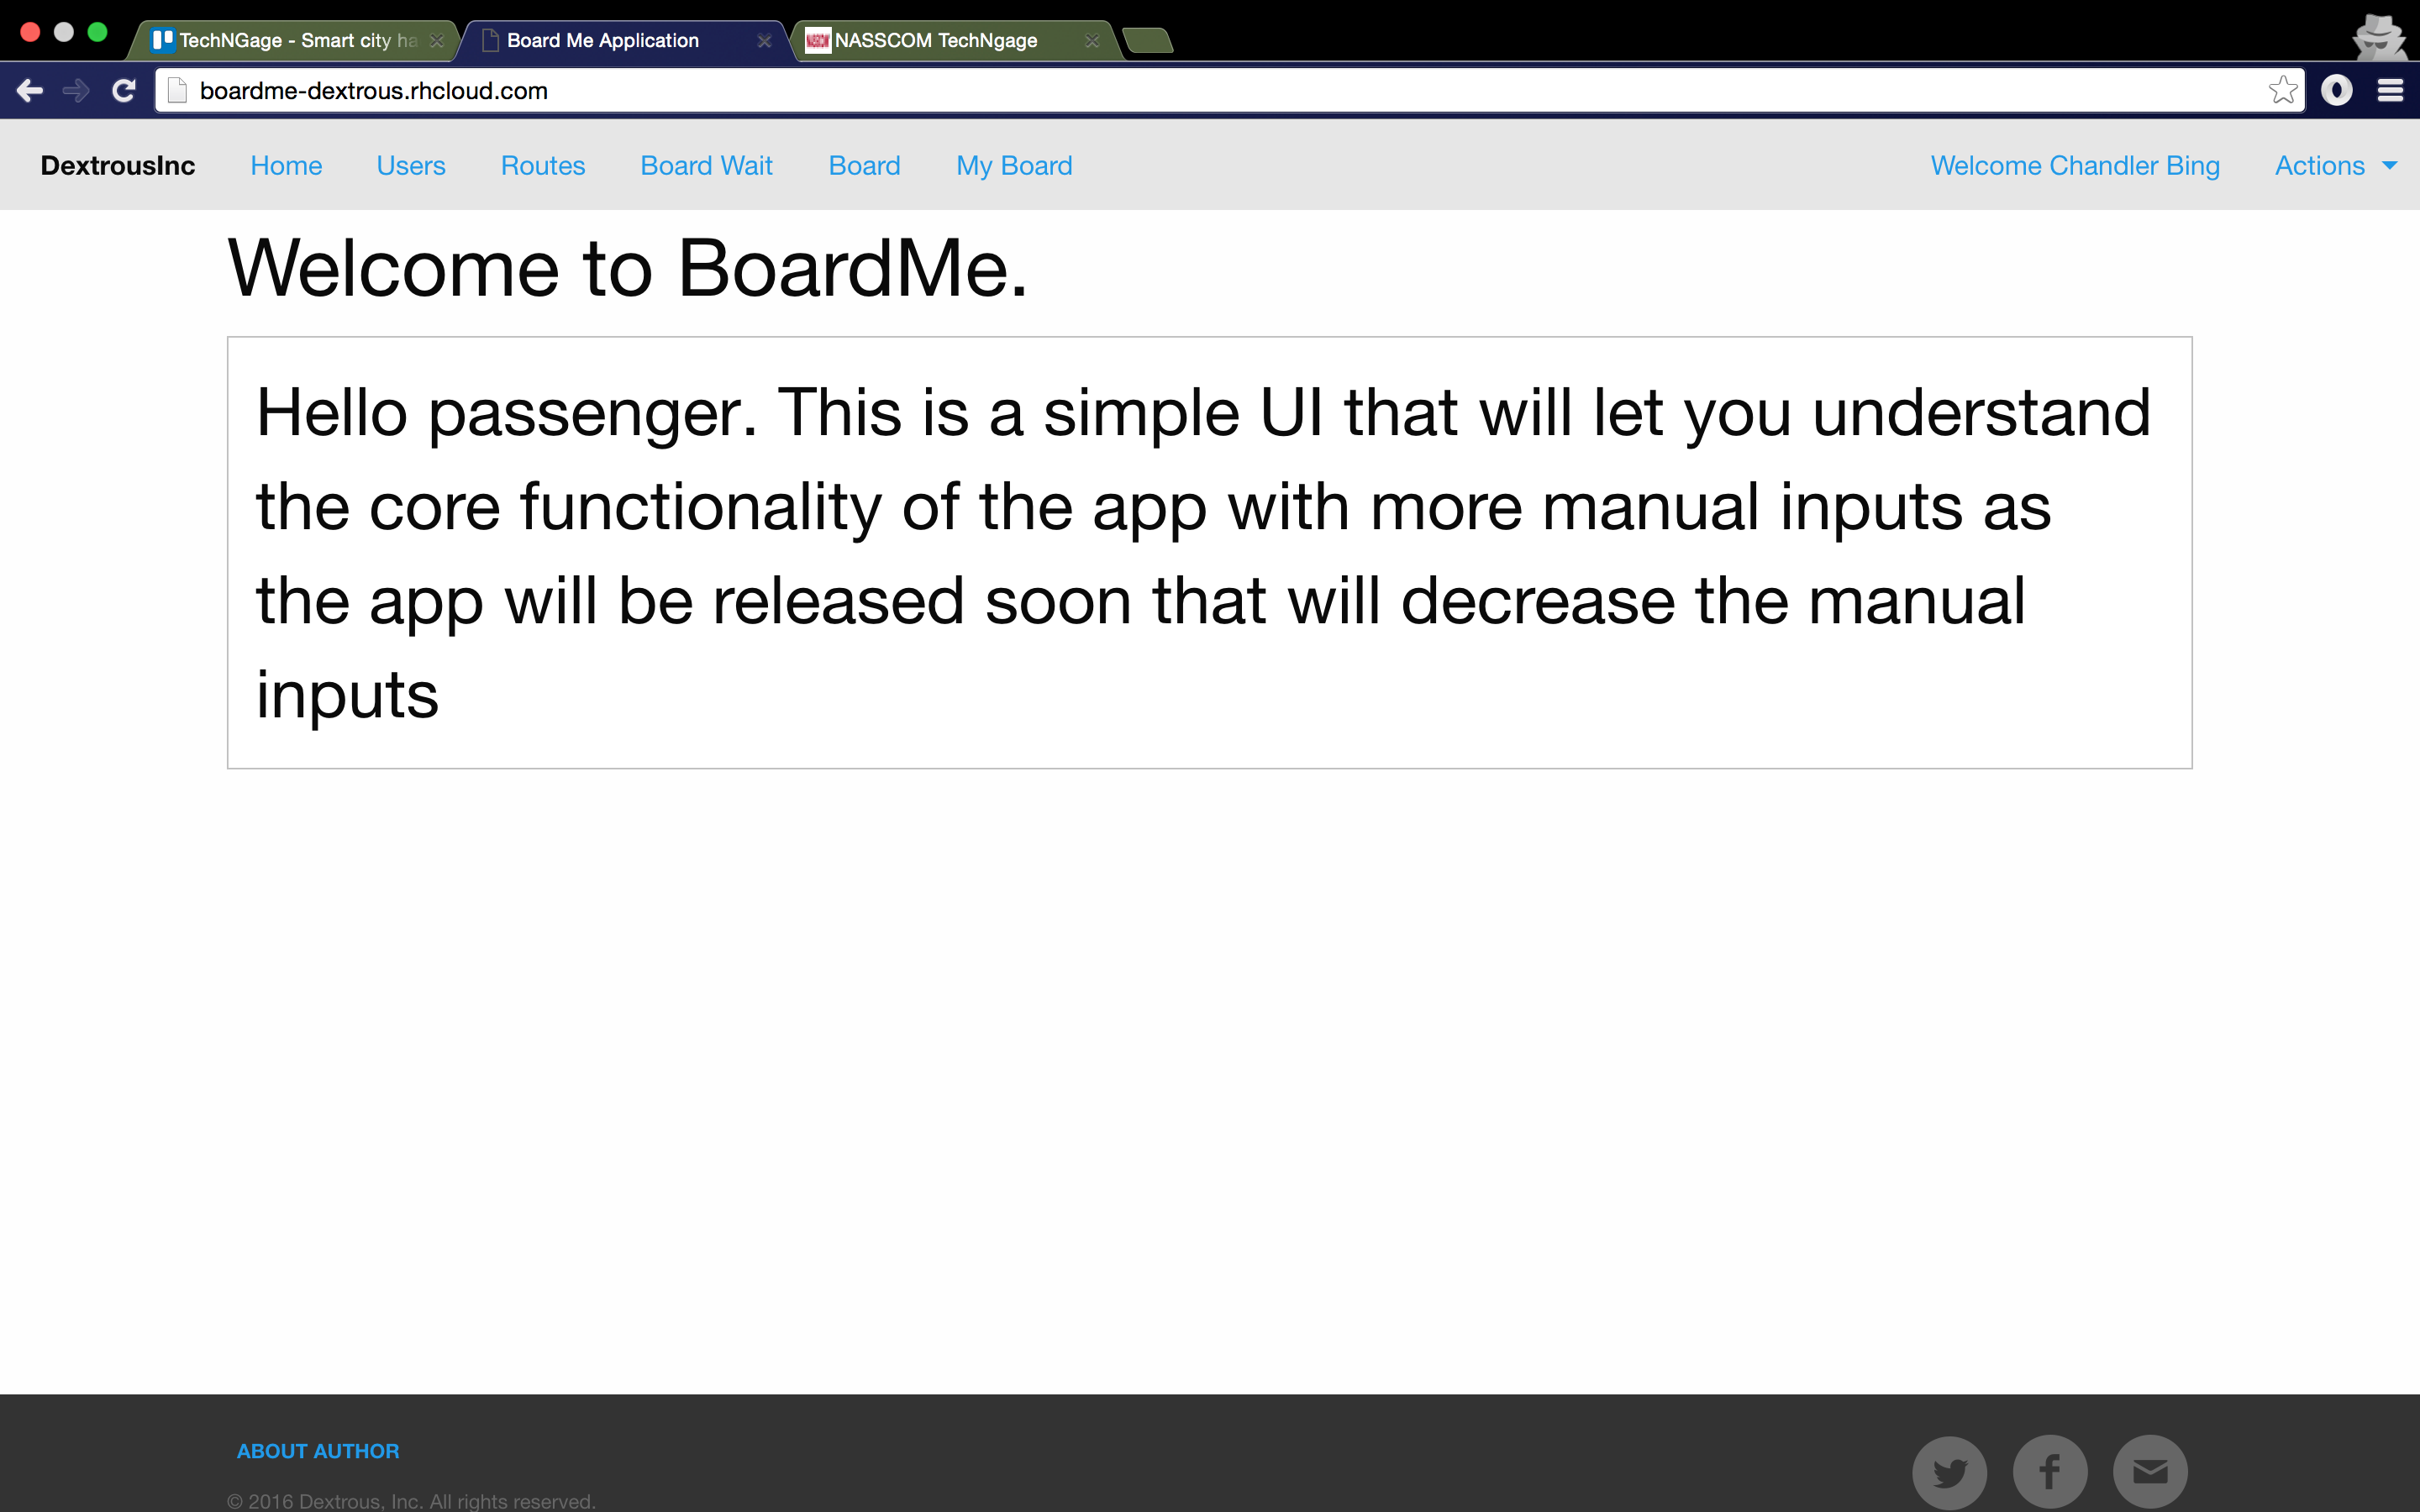 TechNGage - Smart city ha
Board Me Application
NASSCOM TechNgage
boardme-dextrous.rhcloud.com
DextrousInc Home Users Routes Board Wait Board My Board Welcome Chandler Bing Actions
Welcome to BoardMe.
Hello passenger. This is a simple UI that will let you understand
the core functionality of the app with more manual inputs as
the app will be released soon that will decrease the manual
inputs
ABOUT AUTHOR
© 2016 Dextrous, Inc. All rights reserved.